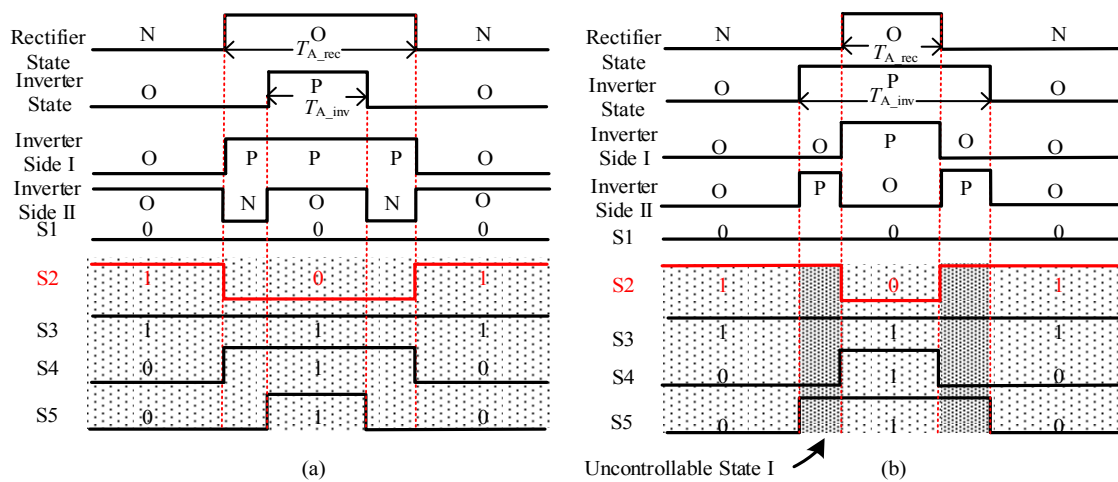 N O N N O N
Rectifier
State
T_A_rec
Inverter
State
O P O
T_A_inv
Inverter
Side I
O P P P O
Inverter
Side II
O N O N O
S1 0 0 0
S2 1 0 1
S3 1 1 1
S4 0 1 0
S5 0 1 0
(a)
Rectifier
State
T_A_rec
Inverter
State
O P O
T_A_inv
Inverter
Side I
O O P O O
Inverter
Side II
O P O P O
S1 0 0 0
S2 1 0 1
S3 1 1 1
S4 0 1 0
S5 0 1 0
Uncontrollable State I
(b)